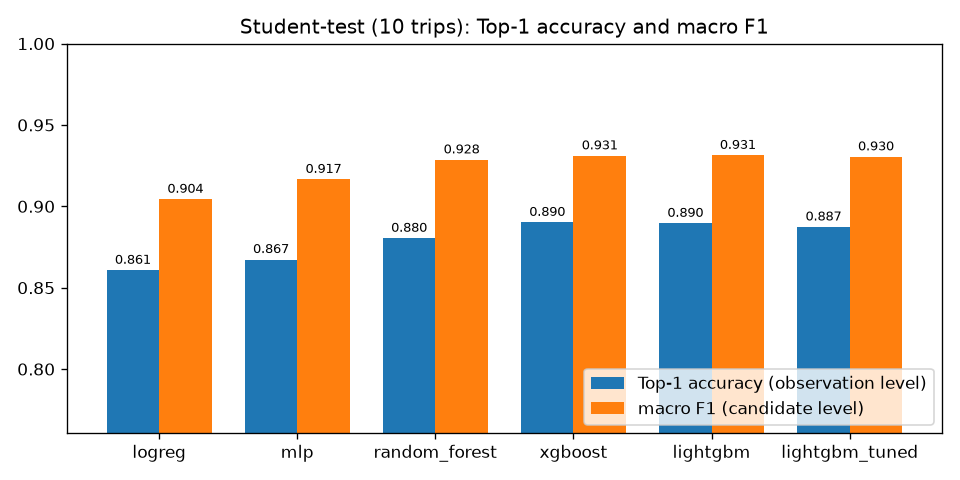 Student-test (10 trips): Top-1 accuracy and macro F1
1.00
0.95
0.90
0.85
0.80
0.861
0.904
0.867
0.917
0.880
0.928
0.890
0.931
0.890
0.931
0.887
0.930
Top-1 accuracy (observation level)
macro F1 (candidate level)
logreg
mlp
random_forest
xgboost
lightgbm
lightgbm_tuned